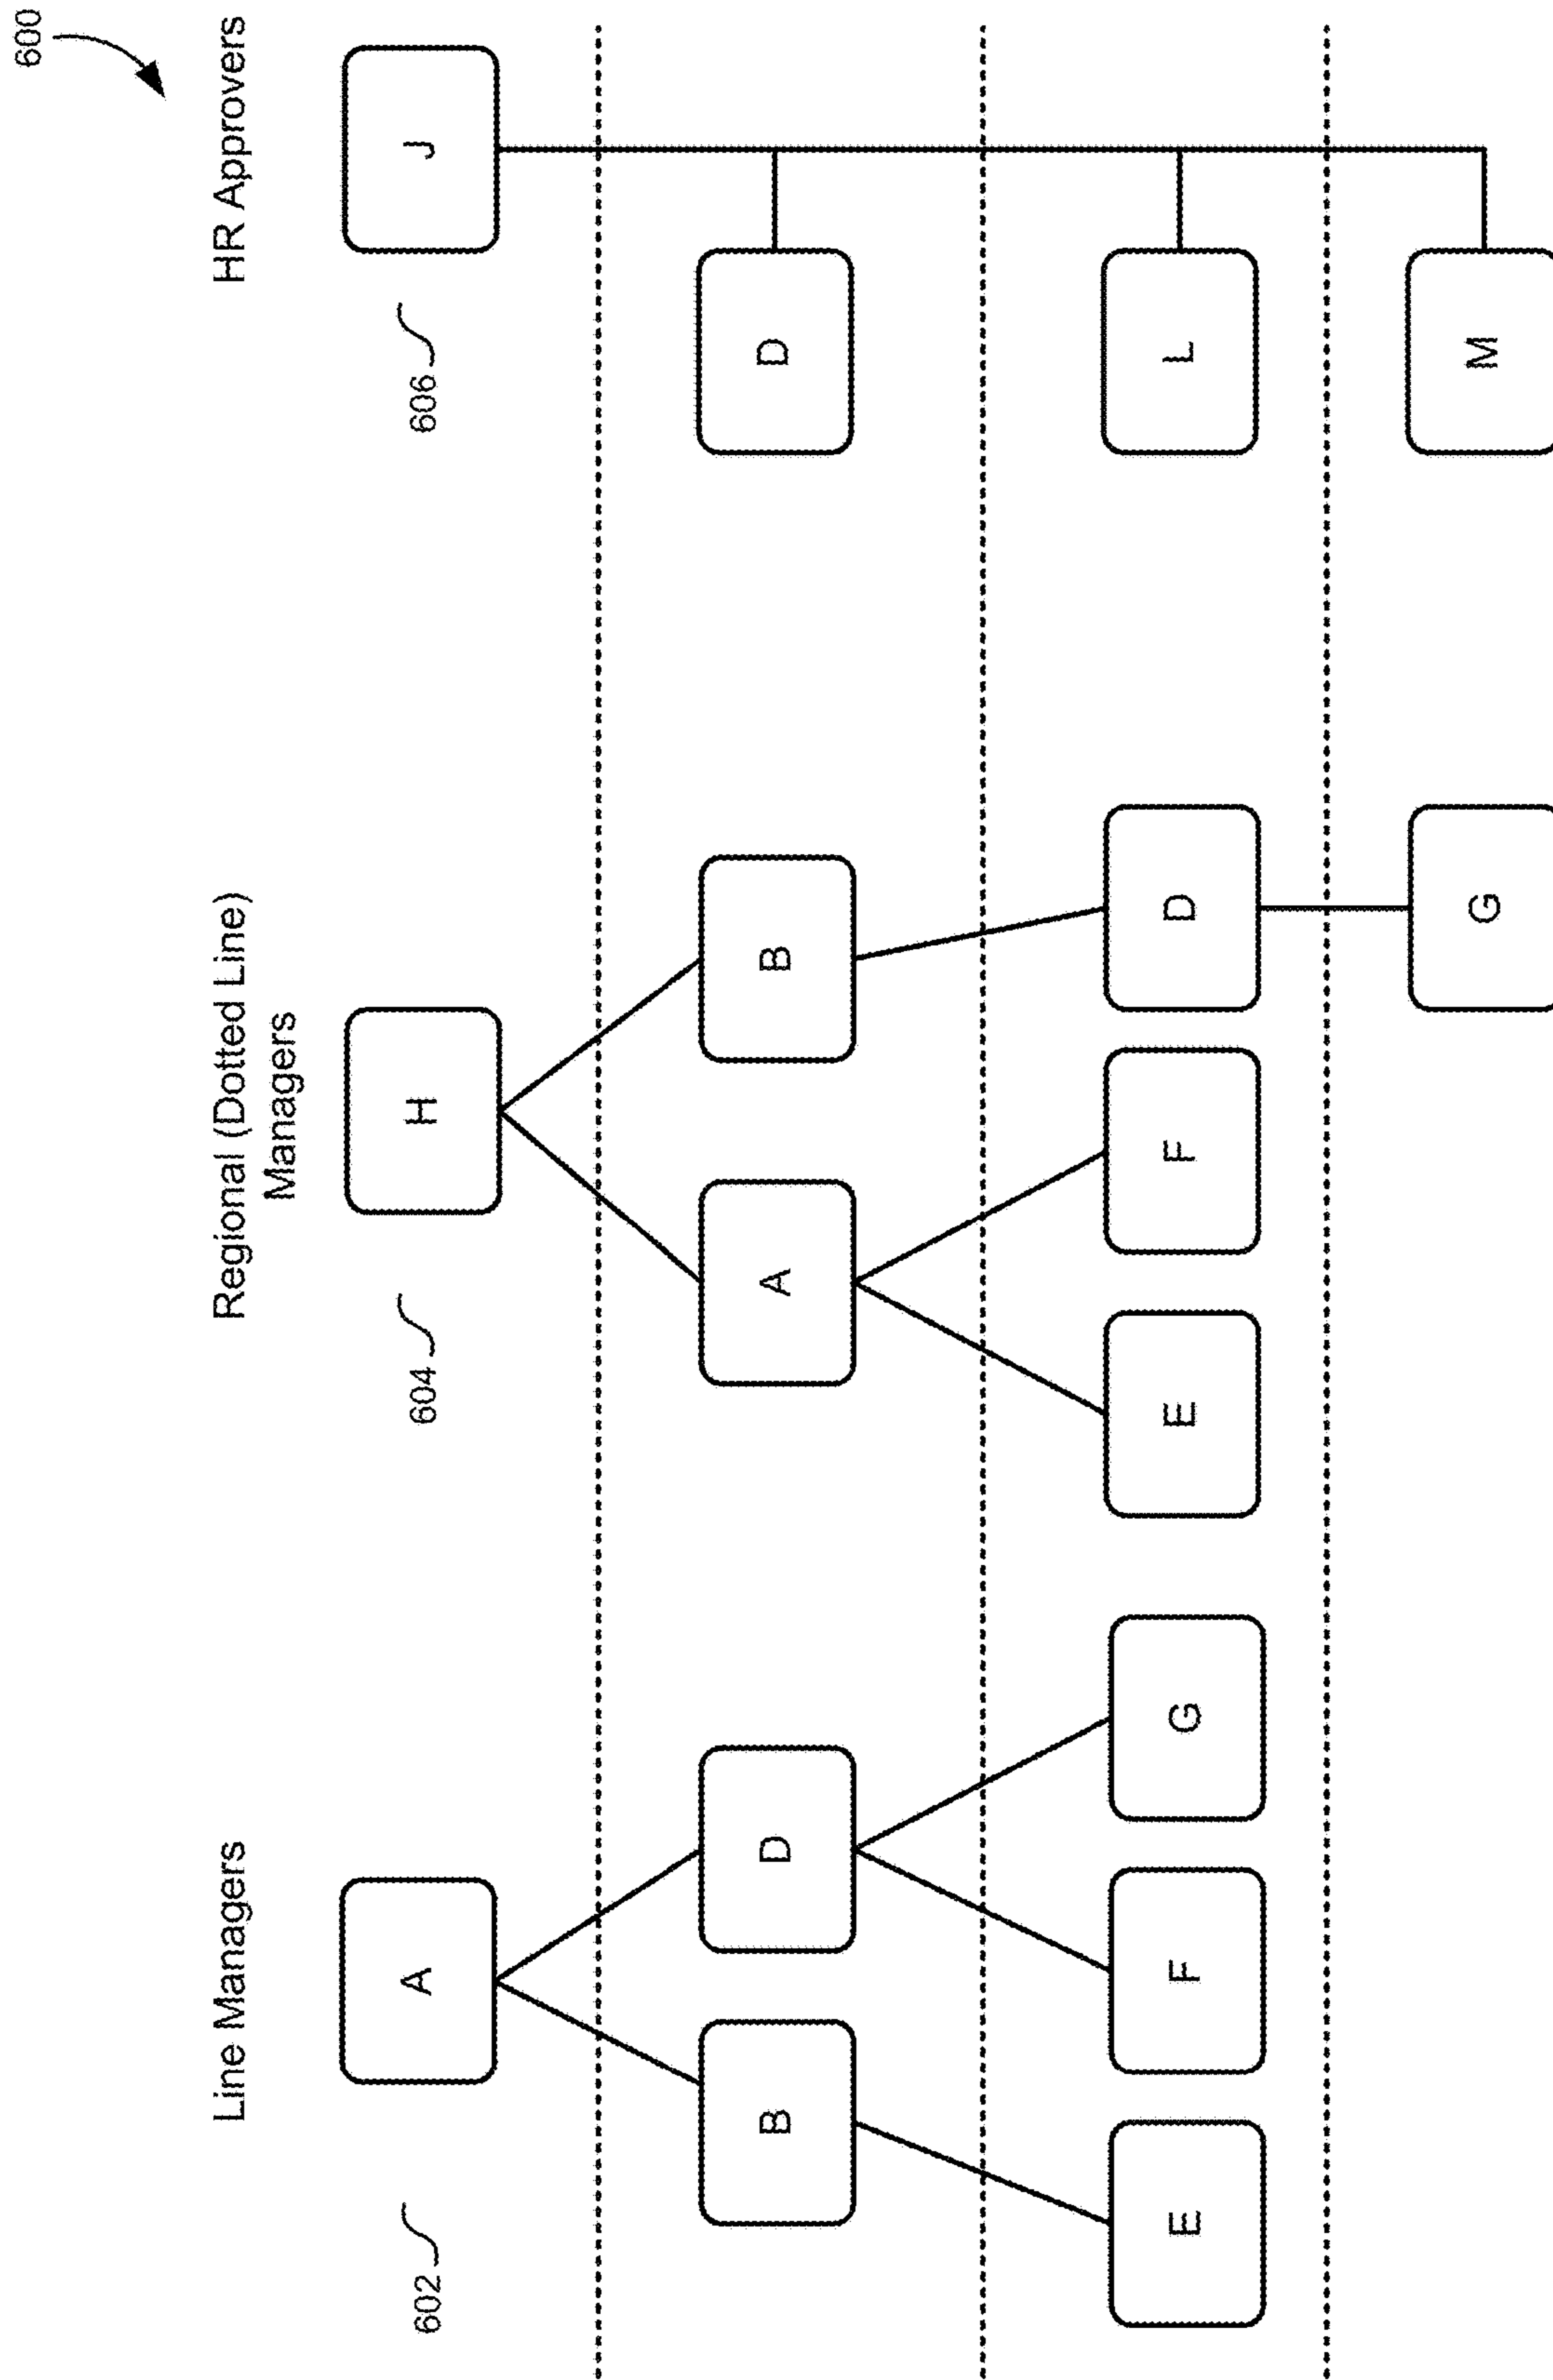 600
Line Managers
Regional (Dotted Line)
Managers
HR Approvers
602
A
604
H
606
J
B
D
A
B
D
E
F
G
E
F
D
L
G
M